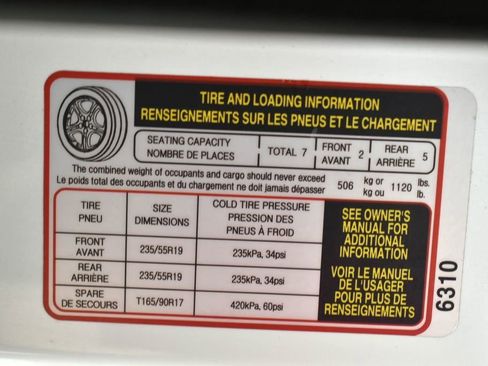 TIRE AND LOADING INFORMATION
RENSEIGNEMENTS SUR LES PNEUS ET LE CHARGEMENT
SEATING CAPACITY
NOMBRE DE PLACES
TOTAL 7
FRONT
AVANT 2
REAR
ARRIÈRE 5
The combined weight of occupants and cargo should never exceed
Le poids total des occupants et du chargement ne doit jamais dépasser
506 kg or 1120 lbs.
kg ou lb.
TIRE
PNEU
SIZE
DIMENSIONS
COLD TIRE PRESSURE
PRESSION DES
PNEUS À FROID
FRONT
AVANT
235/55R19
235kPa, 34psi
REAR
ARRIÈRE
235/55R19
235kPa, 34psi
SPARE
DE SECOURS
T165/90R17
420kPa, 60psi
SEE OWNER'S
MANUAL FOR
ADDITIONAL
INFORMATION
VOIR LE MANUEL
DE L'USAGER
POUR PLUS DE
RENSEIGNEMENTS
6310